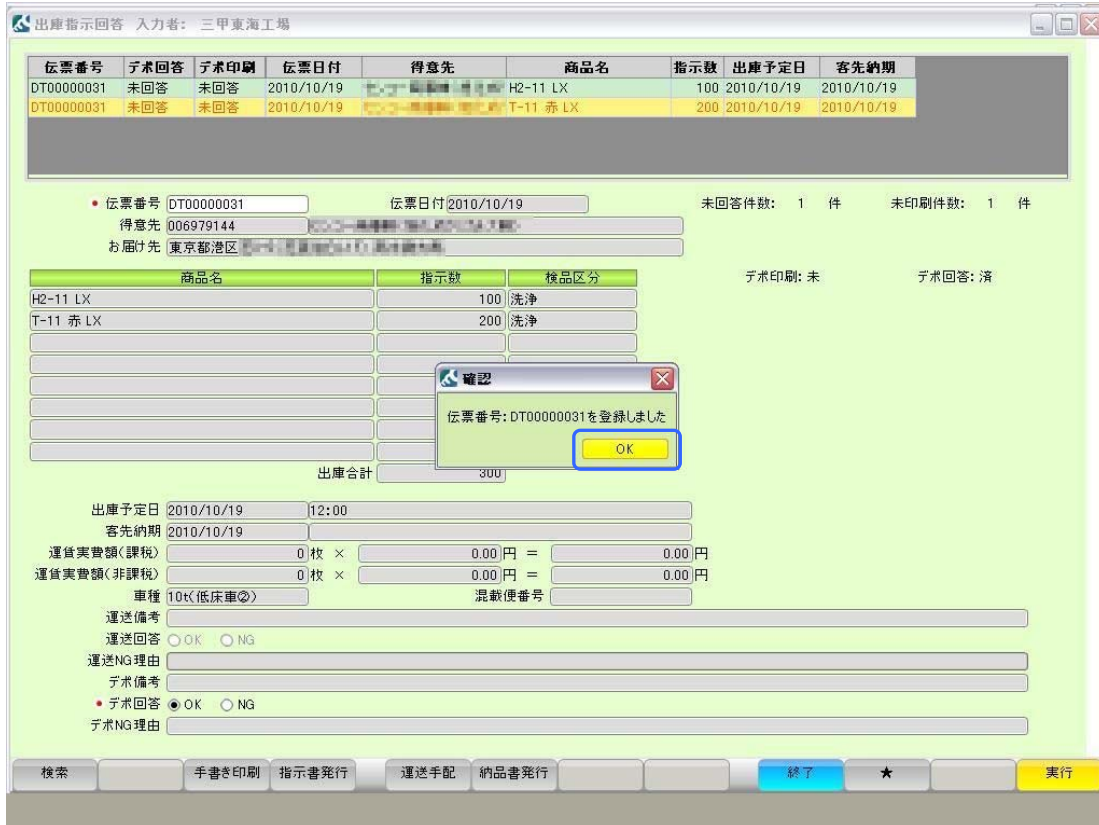 出庫指示回答 入力者： 三甲東海工場
伝票番号 デポ回答 デポ印刷 伝票日付 得意先 商品名 指示数 出庫予定日 客先納期
DT00000031 未回答 未回答 2010/10/19 H2-11 LX 100 2010/10/19 2010/10/19
DT00000031 未回答 未回答 2010/10/19 T-11 赤 LX 200 2010/10/19 2010/10/19
伝票番号 DT00000031 伝票日付 2010/10/19 未回答件数: 1 件 未印刷件数: 1 件
得意先 006979144
お届け先 東京都港区
商品名 指示数 検品区分 デポ印刷: 未 デポ回答: 済
H2-11 LX 100 洗浄
T-11 赤 LX 200 洗浄
確認
伝票番号:DT00000031を登録しました
OK
出庫合計 300
出庫予定日 2010/10/19 12:00
客先納期 2010/10/19
運賃実費額(課税) 0 枚 × 0.00 円 = 0.00 円
運賃実費額(非課税) 0 枚 × 0.00 円 = 0.00 円
車種 10t(低床車②) 混載便番号
運送備考
運送回答 OK NG
運送NG理由
デポ備考
デポ回答 OK NG
デポNG理由
検索 手書き印刷 指示書発行 運送手配 納品書発行 終了 ★ 実行